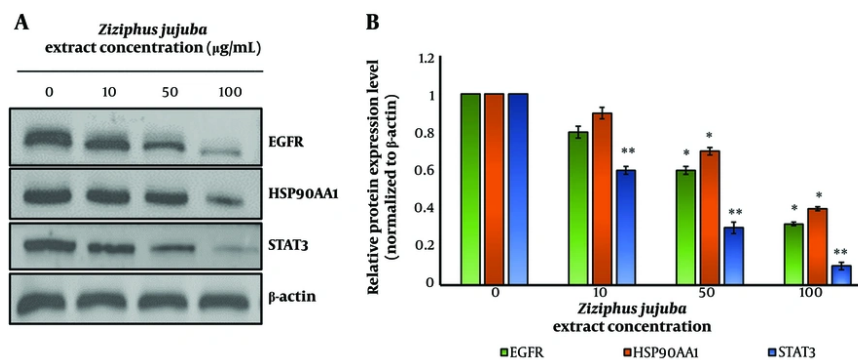 A
Ziziphus jujuba
extract concentration (µg/mL)
0 10 50 100
EGFR
HSP90AA1
STAT3
β-actin
B
Relative protein expression level
(normalized to β-actin)
1.2
1
0.8
0.6
0.4
0.2
0
** * * ** * * **
0 10 50 100
Ziziphus jujuba
extract concentration
EGFR HSP90AA1 STAT3